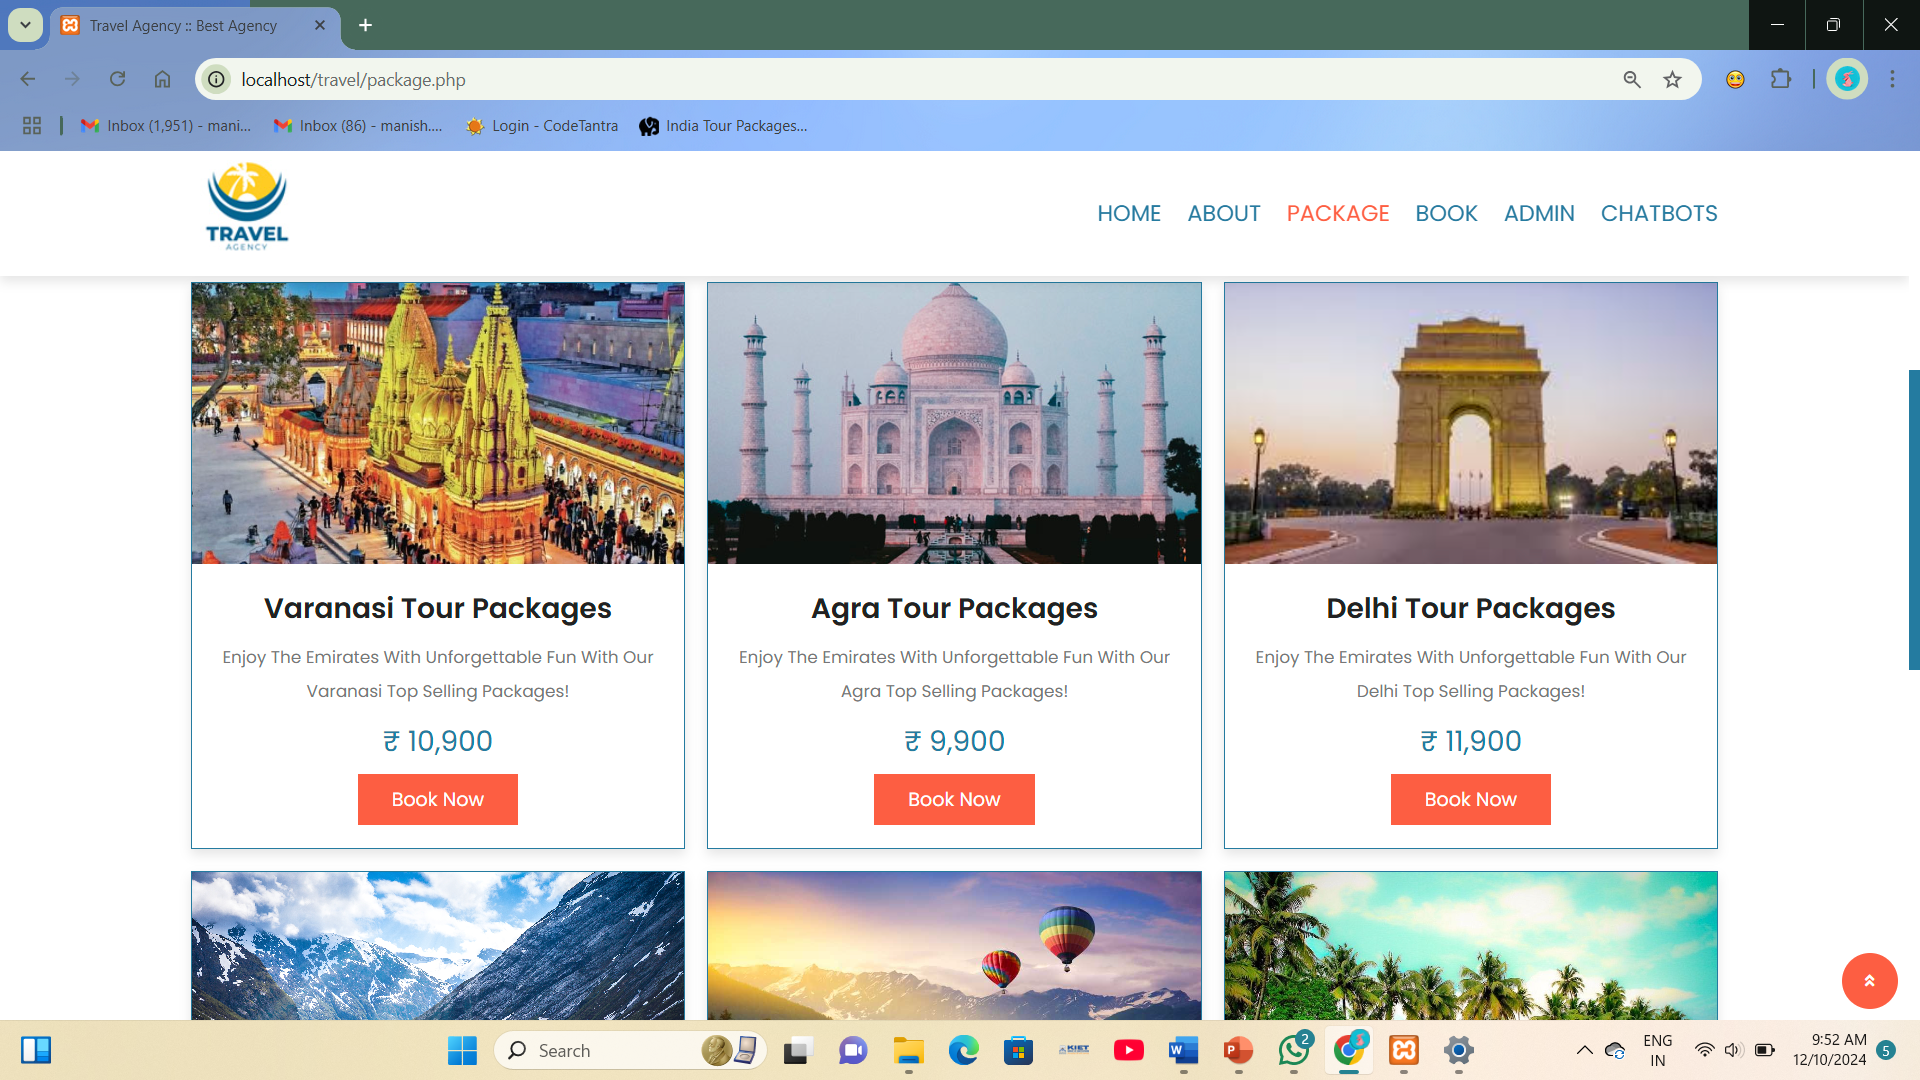 Travel Agency :: Best Agency
localhost/travel/package.php
Inbox (1,951) - mani...
Inbox (86) - manish....
Login - CodeTantra
India Tour Packages...
TRAVEL
AGENCY
HOME
ABOUT
PACKAGE
BOOK
ADMIN
CHATBOTS
Varanasi Tour Packages
Enjoy The Emirates With Unforgettable Fun With Our
Varanasi Top Selling Packages!
₹ 10,900
Book Now
Agra Tour Packages
Enjoy The Emirates With Unforgettable Fun With Our
Agra Top Selling Packages!
₹ 9,900
Book Now
Delhi Tour Packages
Enjoy The Emirates With Unforgettable Fun With Our
Delhi Top Selling Packages!
₹ 11,900
Book Now
Search
KIET
W
P
2
ENG
IN
9:52 AM
12/10/2024
5